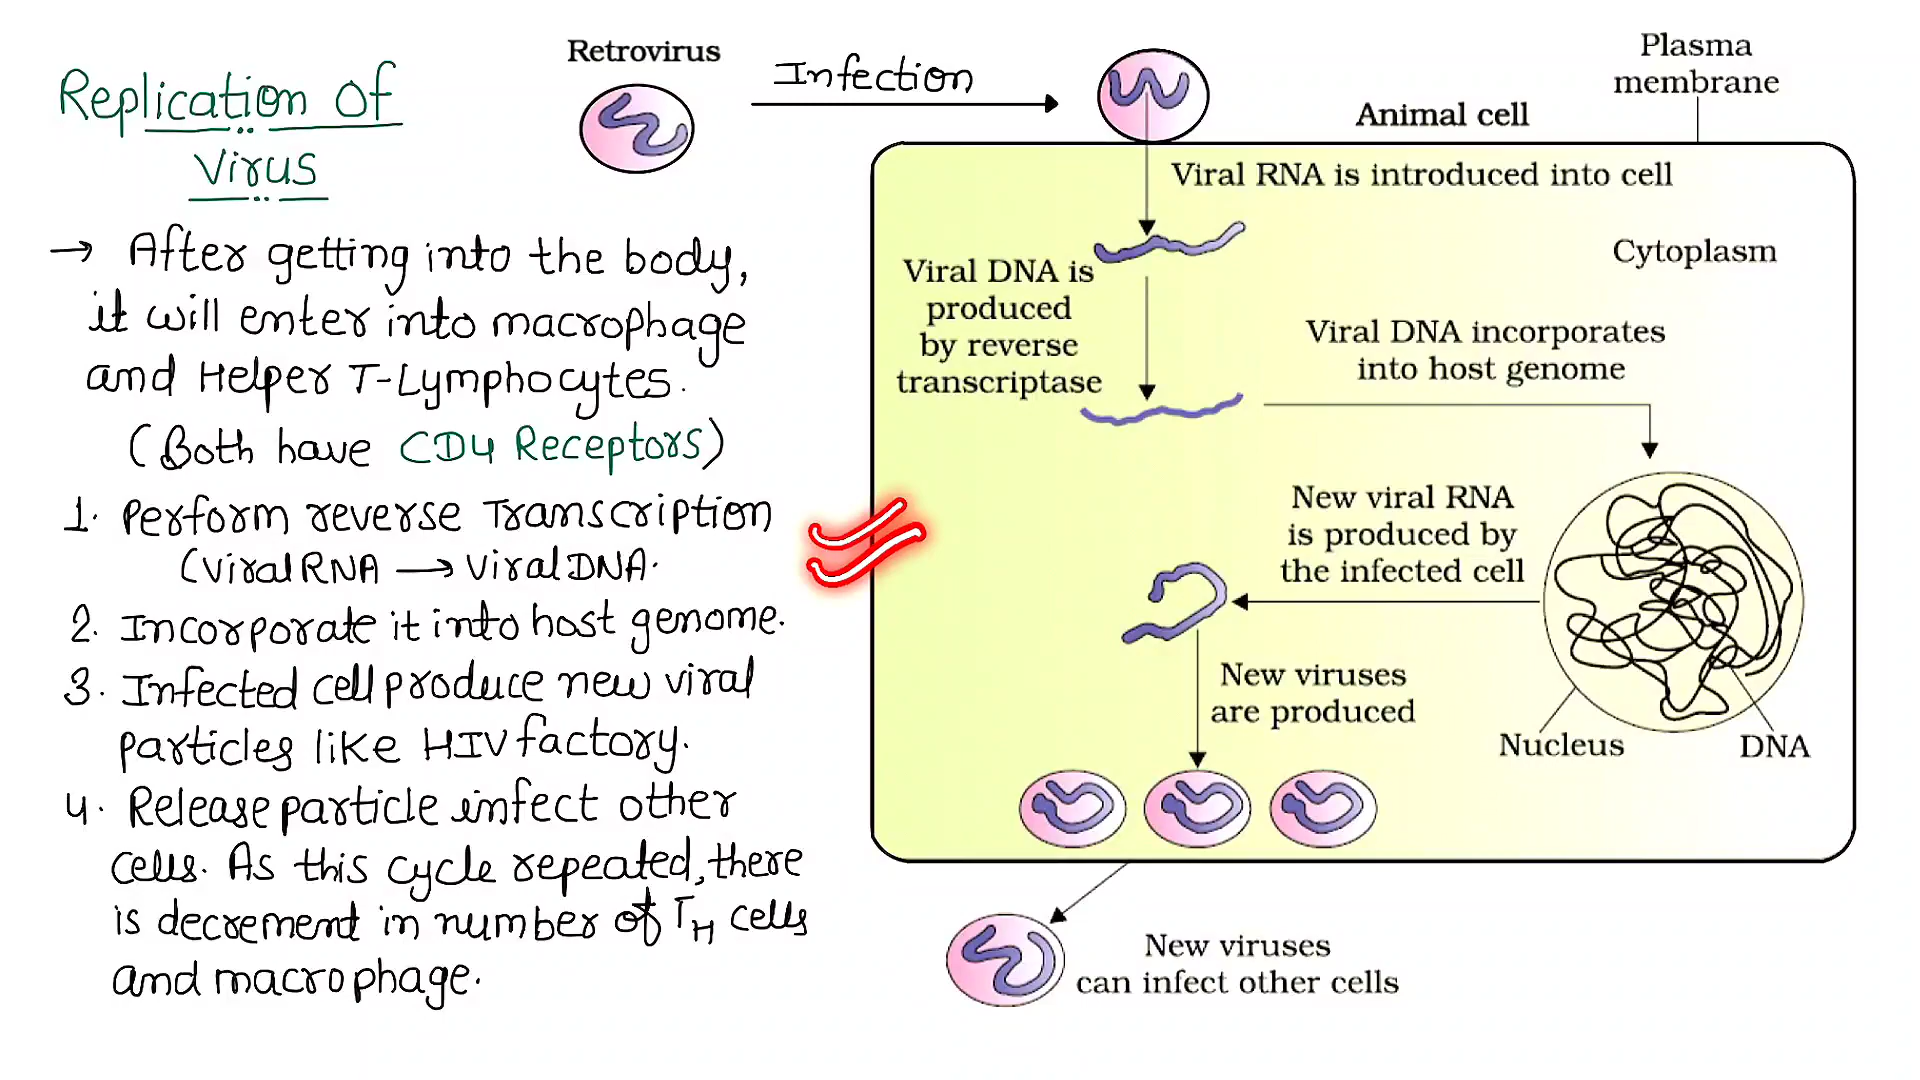 Replication Of
Virus
→ After getting into the body,
it will enter into macrophage
and Helper T-Lymphocytes.
(Both have CD4 Receptors)
1. Perform reverse Transcription
(Viral RNA → Viral DNA.
2. Incorporate it into host genome.
3. Infected cell produce new viral
particles like HIV factory.
4. Release particle infect other
cells. As this cycle repeated, there
is decrement in number of TH cells
and macrophage.
Retrovirus
Infection
Plasma
membrane
Animal cell
Viral RNA is introduced into cell
Cytoplasm
Viral DNA is
produced
by reverse
transcriptase
Viral DNA incorporates
into host genome
New viral RNA
is produced by
the infected cell
New viruses
are produced
Nucleus
DNA
New viruses
can infect other cells